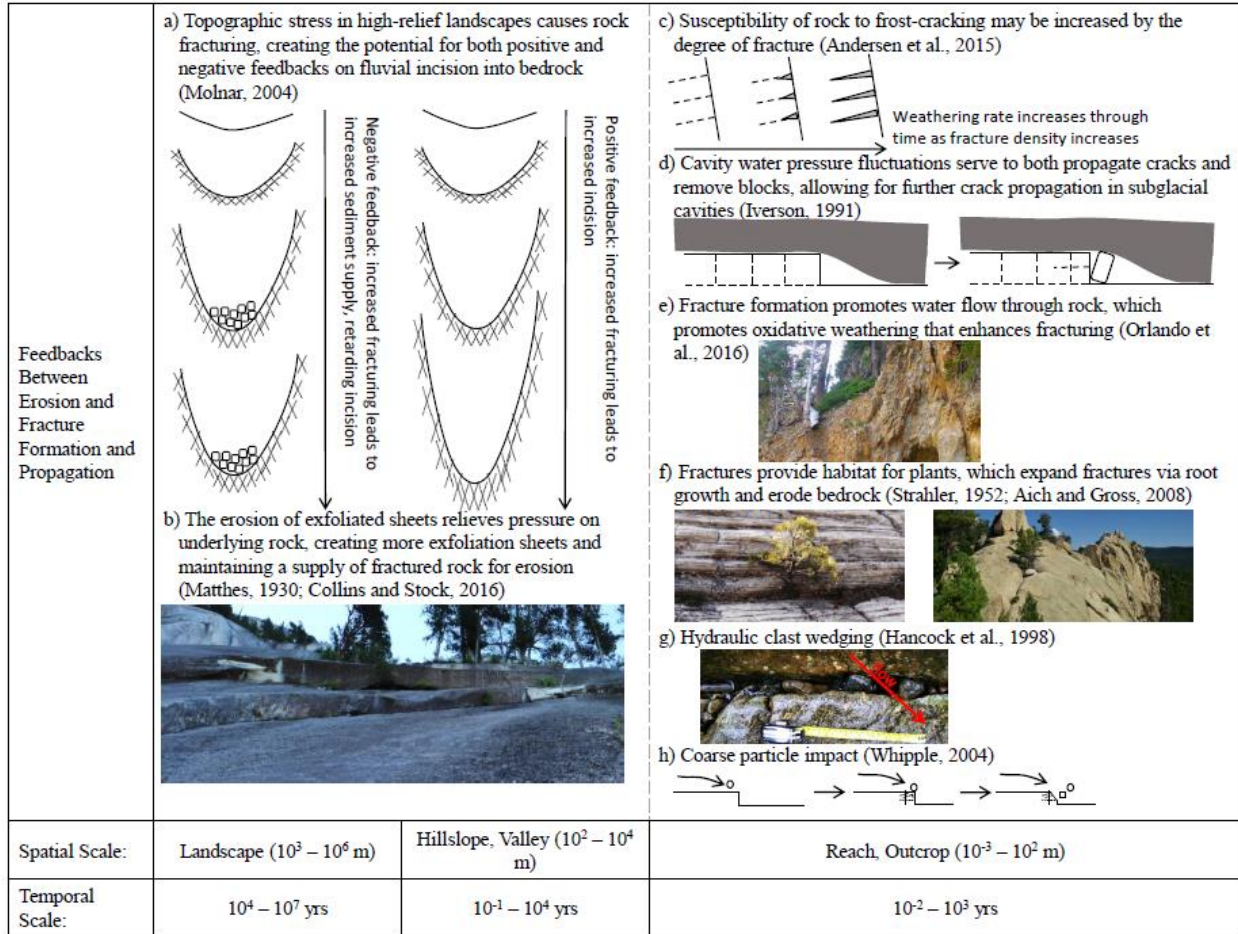 a) Topographic stress in high-relief landscapes causes rock
fracturing, creating the potential for both positive and
negative feedbacks on fluvial incision into bedrock
(Molnar, 2004)
Negative feedback: increased fracturing leads to
increased sediment supply, retarding incision
Positive feedback: increased fracturing leads to
increased incision
b) The erosion of exfoliated sheets relieves pressure on
underlying rock, creating more exfoliation sheets and
maintaining a supply of fractured rock for erosion
(Matthes, 1930; Collins and Stock, 2016)
c) Susceptibility of rock to frost-cracking may be increased by the
degree of fracture (Andersen et al., 2015)
Weathering rate increases through
time as fracture density increases
d) Cavity water pressure fluctuations serve to both propagate cracks and
remove blocks, allowing for further crack propagation in subglacial
cavities (Iverson, 1991)
e) Fracture formation promotes water flow through rock, which
promotes oxidative weathering that enhances fracturing (Orlando et
al., 2016)
f) Fractures provide habitat for plants, which expand fractures via root
growth and erode bedrock (Strahler, 1952; Aich and Gross, 2008)
g) Hydraulic clast wedging (Hancock et al., 1998)
flow
h) Coarse particle impact (Whipple, 2004)
Feedbacks
Between
Erosion and
Fracture
Formation and
Propagation
Spatial Scale:
Landscape (10³ – 10⁶ m)
Hillslope, Valley (10² – 10⁴
m)
Reach, Outcrop (10⁻³ – 10² m)
Temporal
Scale:
10⁴ – 10⁷ yrs
10⁻¹ – 10⁴ yrs
10⁻² – 10³ yrs